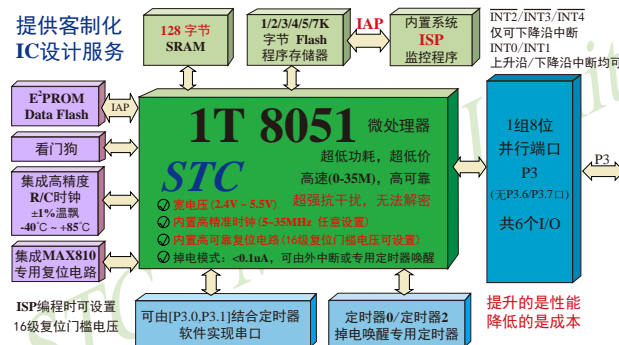 提供客制化
IC设计服务
128 字节
SRAM
1/2/3/4/5/7K
字节 Flash
程序存储器
IAP
内置系统
ISP
监控程序
INT2/INT3/INT4
仅可下降沿中断
INT0/INT1
上升沿/下降沿中断均可
E²PROM
Data Flash
IAP
看门狗
集成高精度
R/C时钟
±1%温飘
-40℃~+85℃
集成MAX810
专用复位电路
1T 8051 微处理器
超低功耗，超低价
STC
高速(0-35M)，高可靠
宽电压(2.4V~5.5V)
超强抗干扰，无法解密
内置高精准时钟(5~35MHz 任意设置)
内置高可靠复位电路(16级复位门槛电压可设置)
掉电模式：<0.1uA，可由外中断或专用定时器唤醒
1组8位
并行端口
P3
(无P3.6/P3.7口)
共6个I/O
P3
ISP编程时可设置
16级复位门槛电压
可由[P3.0,P3.1]结合定时器
软件实现串口
定时器0/定时器2
掉电唤醒专用定时器
提升的是性能
降低的是成本